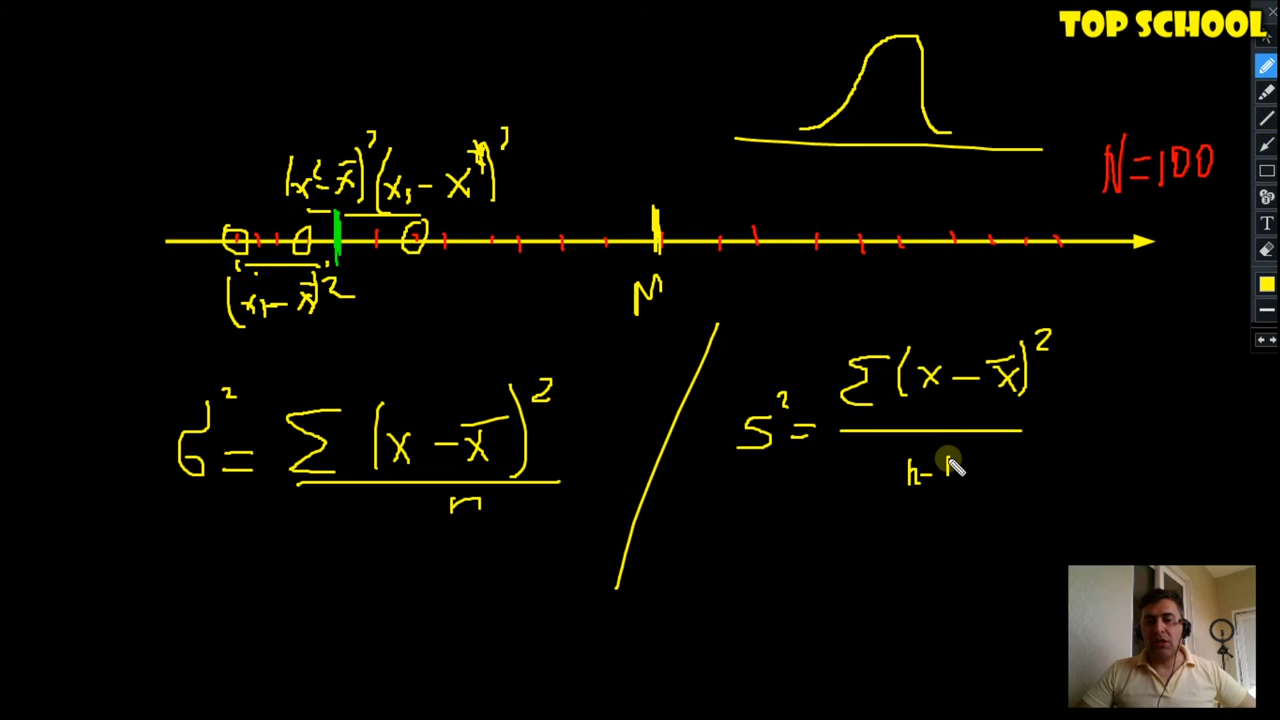 TOP SCHOOL
N=100
(x² - x̄)² (x₃ - x̄)²
(x₁ - x̄)²
M
σ² = Σ (x - x̄)² / n
S² = Σ (x - x̄)² / n - 1